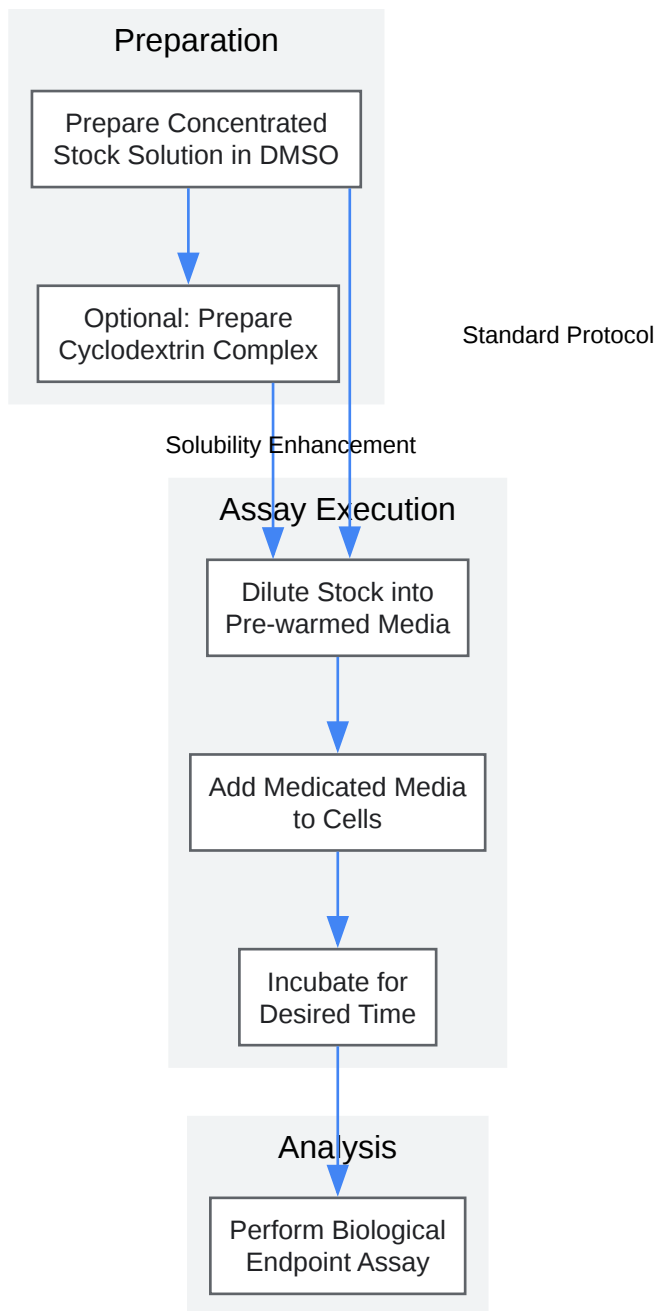 Preparation
Prepare Concentrated
Stock Solution in DMSO
Optional: Prepare
Cyclodextrin Complex
Standard Protocol
Solubility Enhancement
Assay Execution
Dilute Stock into
Pre-warmed Media
Add Medicated Media
to Cells
Incubate for
Desired Time
Analysis
Perform Biological
Endpoint Assay